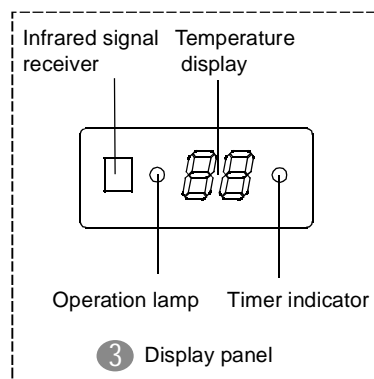 Infrared signal receiver
Temperature display
88
Operation lamp
Timer indicator
3 Display panel